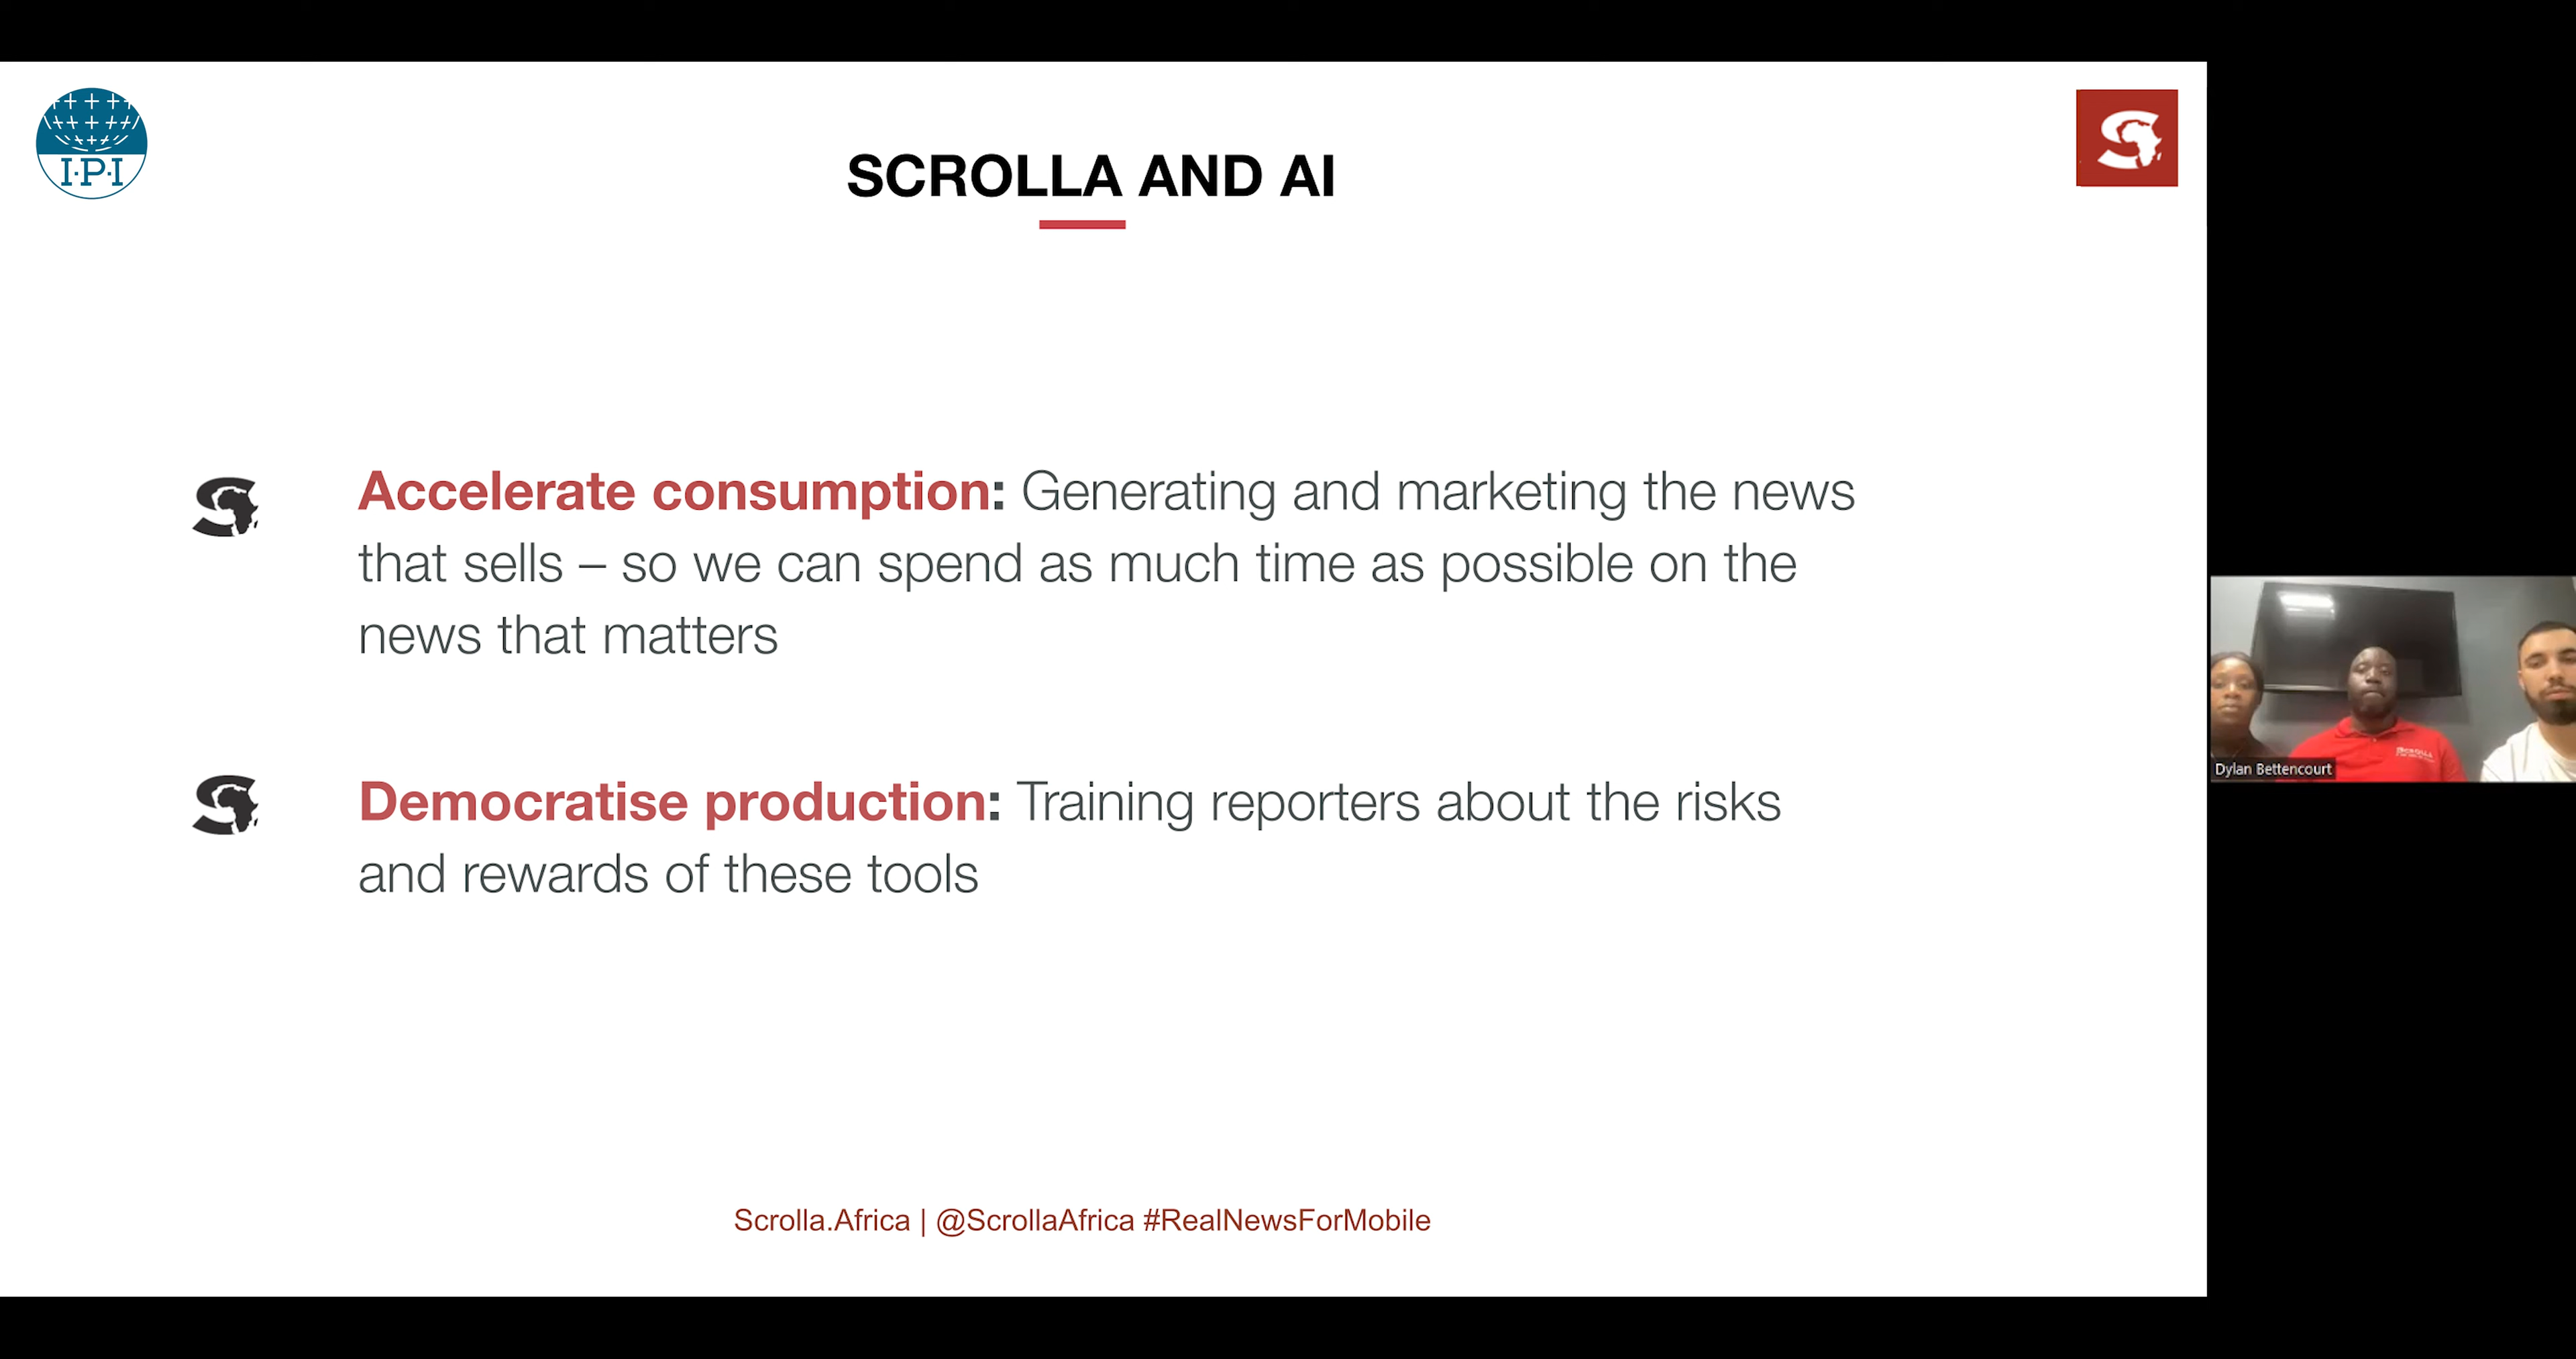 I·P·I
SCROLLA AND AI
Accelerate consumption: Generating and marketing the news
that sells – so we can spend as much time as possible on the
news that matters
Democratise production: Training reporters about the risks
and rewards of these tools
Scrolla.Africa | @ScrollaAfrica #RealNewsForMobile
Dylan Bettencourt